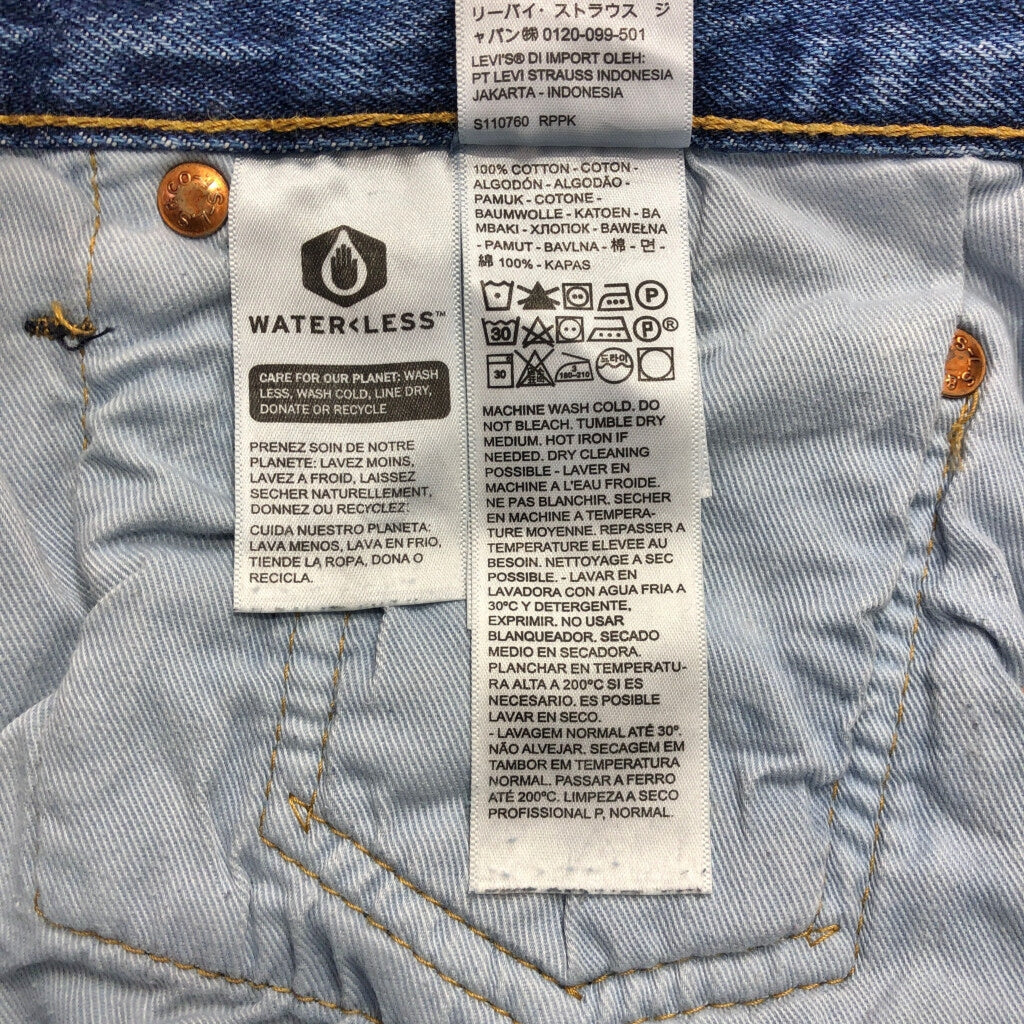 リーバイ・ストラウス ジ
ャパン㈱ 0120-099-501
LEVI'S® DI IMPORT OLEH:
PT LEVI STRAUSS INDONESIA
JAKARTA - INDONESIA
S110760 RPPK
WATER<LESS™
CARE FOR OUR PLANET: WASH
LESS, WASH COLD, LINE DRY,
DONATE OR RECYCLE
PRENEZ SOIN DE NOTRE
PLANETE: LAVEZ MOINS,
LAVEZ A FROID, LAISSEZ
SECHER NATURELLEMENT,
DONNEZ OU RECYCLEZ.
CUIDA NUESTRO PLANETA:
LAVA MENOS, LAVA EN FRIO,
TIENDE LA ROPA, DONA O
RECICLA.
100% COTTON - COTON -
ALGODÓN - ALGODÃO -
PAMUK - COTONE -
BAUMWOLLE - KATOEN - BA
MBAKI - ХЛОПОК - BAWEŁNA
- PAMUT - BAVLNA - 棉 - 면 -
綿 100% - KAPAS
P
30 P ®
30 180~210 드라이
MACHINE WASH COLD. DO
NOT BLEACH. TUMBLE DRY
MEDIUM. HOT IRON IF
NEEDED. DRY CLEANING
POSSIBLE - LAVER EN
MACHINE A L'EAU FROIDE.
NE PAS BLANCHIR. SECHER
EN MACHINE A TEMPERA-
TURE MOYENNE. REPASSER A
TEMPERATURE ELEVEE AU
BESOIN. NETTOYAGE A SEC
POSSIBLE. - LAVAR EN
LAVADORA CON AGUA FRIA A
30ºC Y DETERGENTE,
EXPRIMIR. NO USAR
BLANQUEADOR, SECADO
MEDIO EN SECADORA.
PLANCHAR EN TEMPERATU-
RA ALTA A 200ºC SI ES
NECESARIO. ES POSIBLE
LAVAR EN SECO.
- LAVAGEM NORMAL ATÉ 30º.
NÃO ALVEJAR. SECAGEM EM
TAMBOR EM TEMPERATURA
NORMAL. PASSAR A FERRO
ATÉ 200ºC. LIMPEZA A SECO
PROFISSIONAL P, NORMAL.